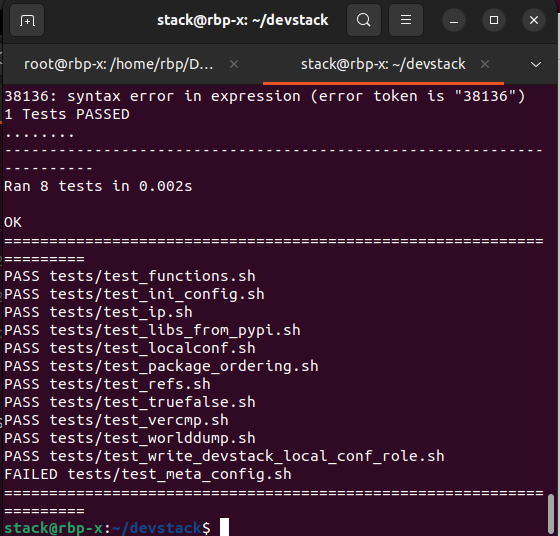 stack@rbp-x: ~/devstack
root@rbp-x: /home/rbp/D... × stack@rbp-x: ~/devstack ×
38136: syntax error in expression (error token is "38136")
1 Tests PASSED
........
------------------------------------------------------------
----------
Ran 8 tests in 0.002s
OK
============================================================
=========
PASS tests/test_functions.sh
PASS tests/test_ini_config.sh
PASS tests/test_ip.sh
PASS tests/test_libs_from_pypi.sh
PASS tests/test_localconf.sh
PASS tests/test_package_ordering.sh
PASS tests/test_refs.sh
PASS tests/test_truefalse.sh
PASS tests/test_vercmp.sh
PASS tests/test_worlddump.sh
PASS tests/test_write_devstack_local_conf_role.sh
FAILED tests/test_meta_config.sh
============================================================
=========
stack@rbp-x:~/devstack$